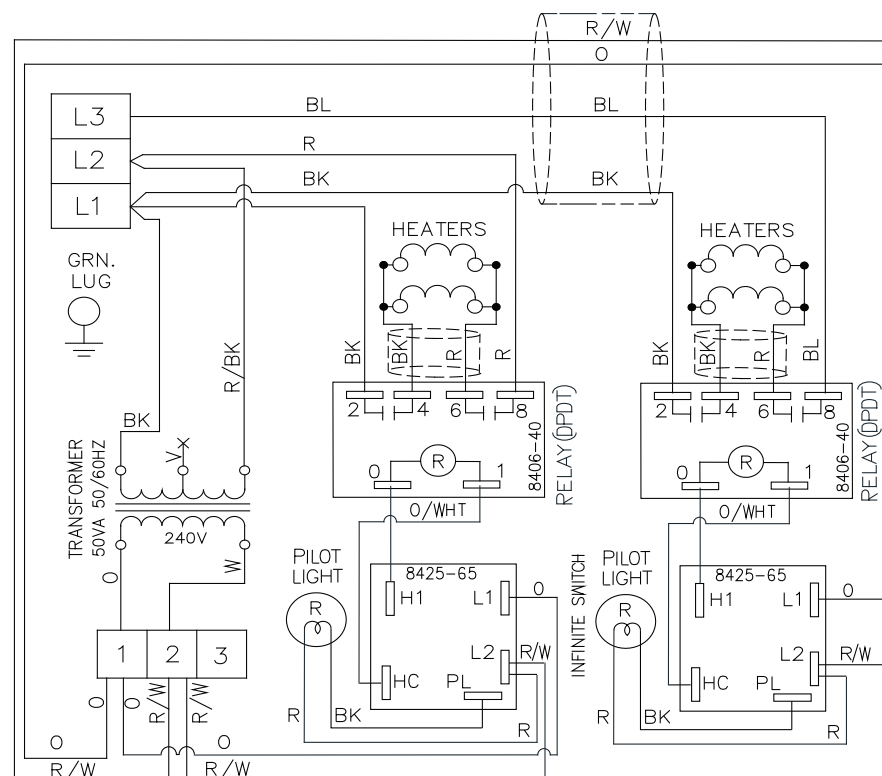 R/W
O
L3 BL BL
L2 R
L1 BK BK
GRN.
LUG
HEATERS HEATERS
BK BK R R BK BK R BL
R/BK
BK
V
TRANSFORMER
50VA 50/60HZ
240V
2 4 6 8 2 4 6 8
0 R 1 0 R 1
8406-40 8406-40
RELAY(DPDT) RELAY(DPDT)
O/WHT O/WHT
O W
PILOT
LIGHT
R
8425-65
H1 L1 O
L2 R/W
HC PL
R BK R
INFINITE SWITCH
PILOT
LIGHT
R
8425-65
H1 L1 O
L2 R/W
HC PL
R BK R
1 2 3
O O R/W R/W
O O
R/W R/W